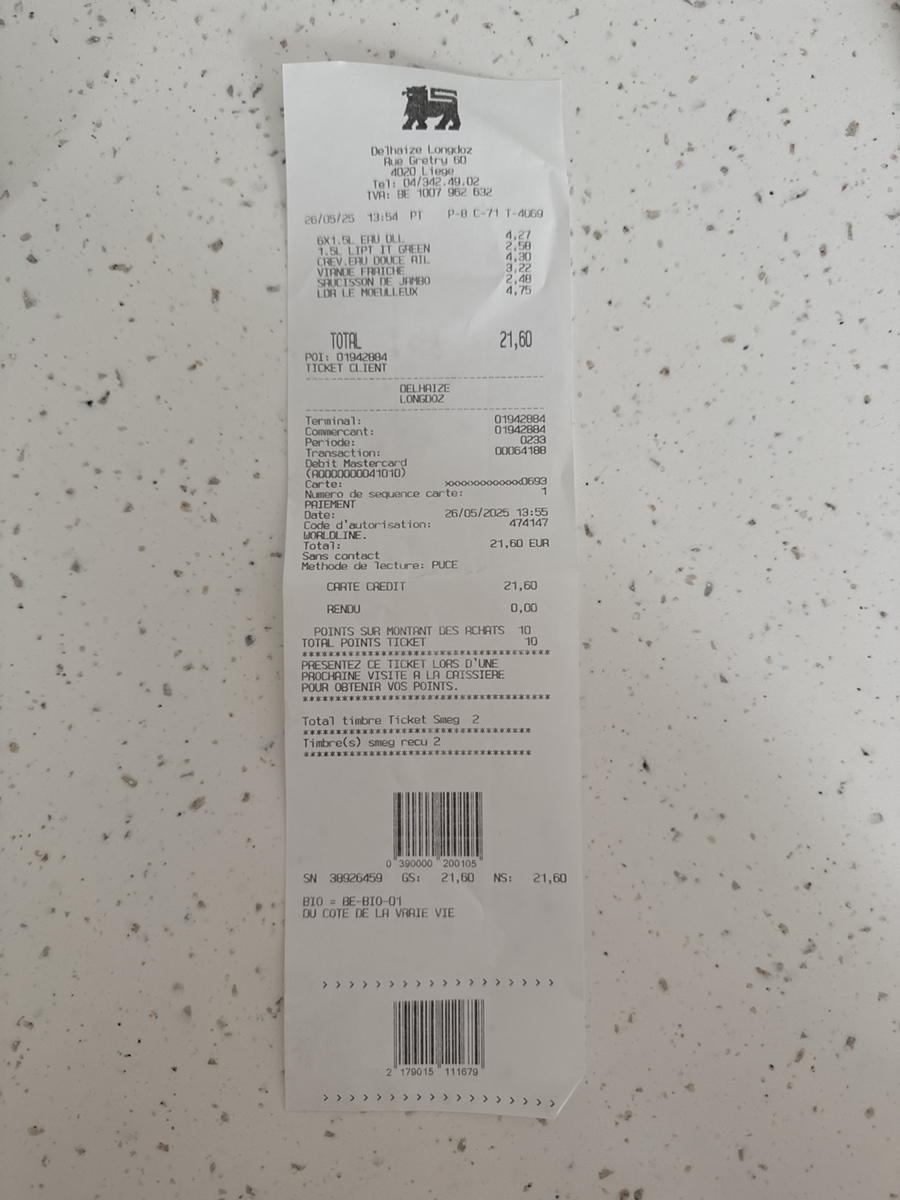 Delhaize Longdoz
Rue Gretry 60
4020 Liege
Tel: 04/342.49.02
TVA: BE 1007 962 632
26/05/25 13:54 PT P-8 C-71 T-4069
6X1.5L EAU DLL 4,27
1.5L LIPT IT GREEN 2,58
CREV.EAU DOUCE AIL 4,30
VIANDE FRAICHE 3,22
SAUCISSON DE JAMBO 2,48
LDR LE MOEULLEUX 4,75
TOTAL 21,60
POI: 01942884
TICKET CLIENT
DELHAIZE
LONGDOZ
Terminal: 01942884
Commercant: 01942884
Periode: 0233
Transaction: 00064188
Debit Mastercard
(A0000000041010)
Carte: xxxxxxxxxxxx0693
Numero de sequence carte: 1
PAIEMENT
Date: 26/05/2025 13:55
Code d'autorisation: 474147
WORLDLINE.
Total: 21,60 EUR
Sans contact
Methode de lecture: PUCE
CARTE CREDIT 21,60
RENDU 0,00
POINTS SUR MONTANT DES ACHATS 10
TOTAL POINTS TICKET 10
*************************************
PRESENTEZ CE TICKET LORS D'UNE
PROCHAINE VISITE A LA CAISSIERE
POUR OBTENIR VOS POINTS.
*************************************
Total timbre Ticket Smeg 2
**********************************
Timbre(s) smeg recu 2
**********************************
0 390000 200105
SN 38926459 GS: 21,60 NS: 21,60
BIO = BE-BIO-01
DU COTE DE LA VRAIE VIE
> > > > > > > > > > > > > > > > > >
2 179015 111679
> > > > > > > > > > > > > > > > > >